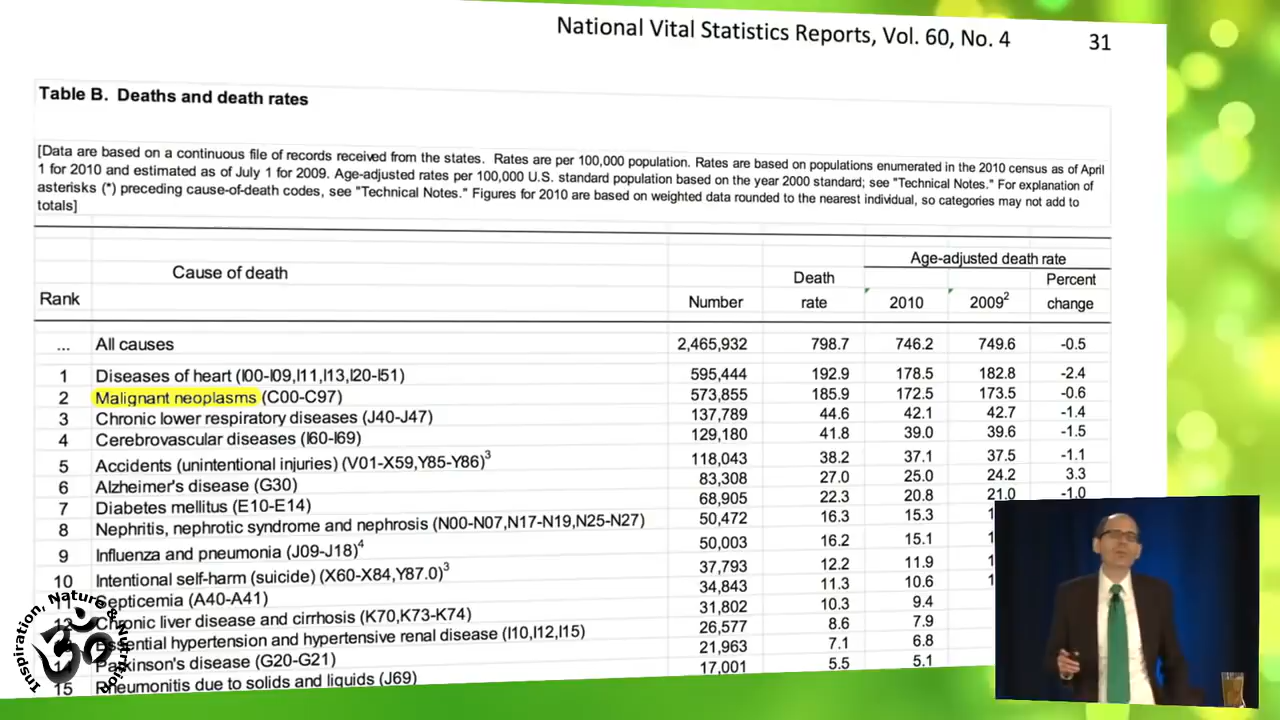 National Vital Statistics Reports, Vol. 60, No. 4 31
Table B. Deaths and death rates
[Data are based on a continuous file of records received from the states. Rates are per 100,000 population. Rates are based on populations enumerated in the 2010 census as of April
1 for 2010 and estimated as of July 1 for 2009. Age-adjusted rates per 100,000 U.S. standard population based on the year 2000 standard; see "Technical Notes." For explanation of
asterisks (*) preceding cause-of-death codes, see "Technical Notes." Figures for 2010 are based on weighted data rounded to the nearest individual, so categories may not add to
totals]
Age-adjusted death rate
Rank Cause of death Number Death rate 2010 2009² Percent change
... All causes 2,465,932 798.7 746.2 749.6 -0.5
1 Diseases of heart (I00-I09,I11,I13,I20-I51) 595,444 192.9 178.5 182.8 -2.4
2 Malignant neoplasms (C00-C97) 573,855 185.9 172.5 173.5 -0.6
3 Chronic lower respiratory diseases (J40-J47) 137,789 44.6 42.1 42.7 -1.4
4 Cerebrovascular diseases (I60-I69) 129,180 41.8 39.0 39.6 -1.5
5 Accidents (unintentional injuries) (V01-X59,Y85-Y86)³ 118,043 38.2 37.1 37.5 -1.1
6 Alzheimer's disease (G30) 83,308 27.0 25.0 24.2 3.3
7 Diabetes mellitus (E10-E14) 68,905 22.3 20.8 21.0 -1.0
8 Nephritis, nephrotic syndrome and nephrosis (N00-N07,N17-N19,N25-N27) 50,472 16.3 15.3
9 Influenza and pneumonia (J09-J18)⁴ 50,003 16.2 15.1
10 Intentional self-harm (suicide) (X60-X84,Y87.0)³ 37,793 12.2 11.9
Septicemia (A40-A41) 34,843 11.3 10.6
Chronic liver disease and cirrhosis (K70,K73-K74) 31,802 10.3 9.4
Essential hypertension and hypertensive renal disease (I10,I12,I15) 26,577 8.6 7.9
Parkinson's disease (G20-G21) 21,963 7.1 6.8
15 Pneumonitis due to solids and liquids (J69) 17,001 5.5 5.1
Inspiration, Nature & Nutrition
ॐ